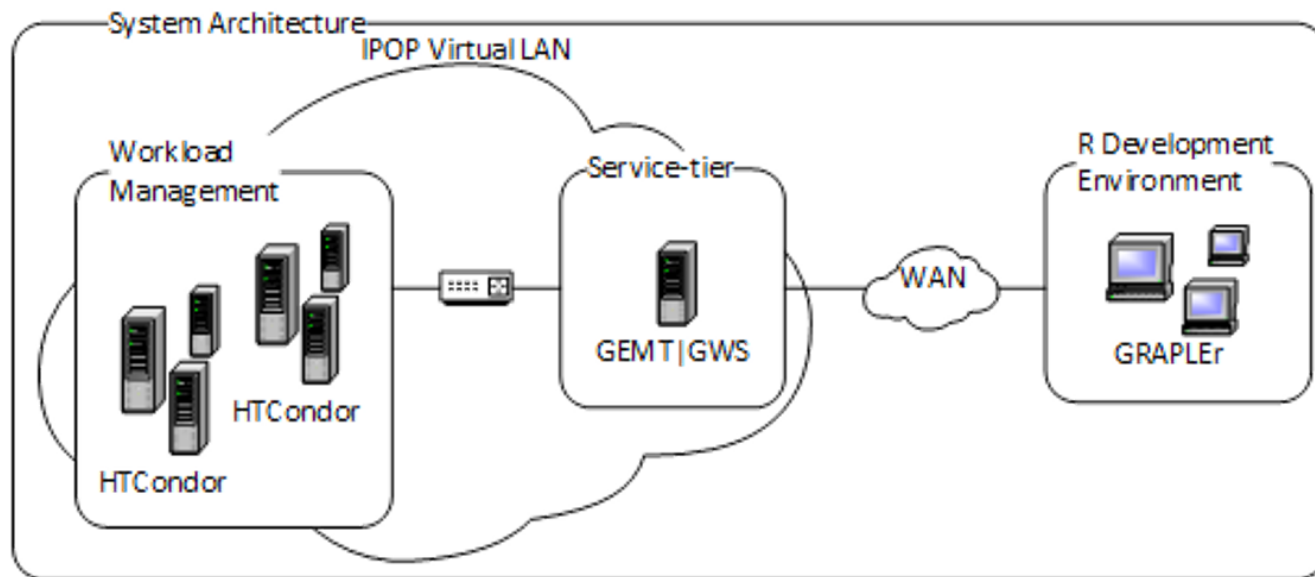 System Architecture
IPOP Virtual LAN
Workload
Management
Service-tier
R Development
Environment
WAN
GEMT|GWS
GRAPLEr
HTCondor
HTCondor